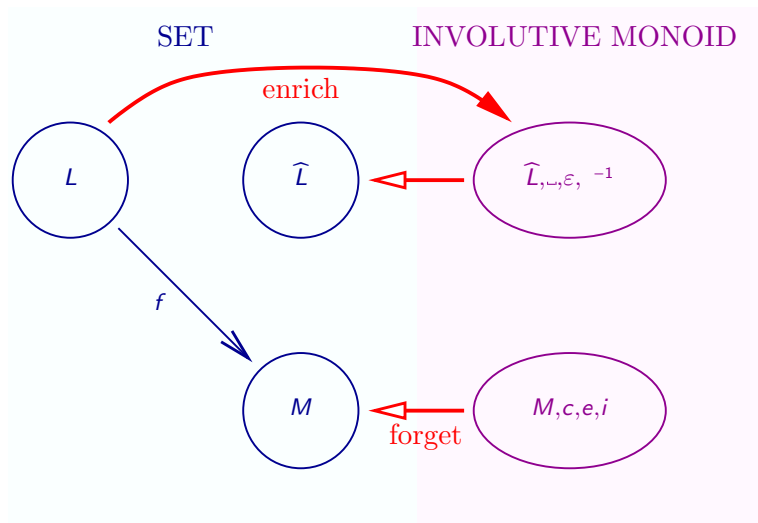 SET
INVOLUTIVE MONOID
enrich
L
L̂
L̂,␣,ε, ⁻¹
f
M
M,c,e,i
forget